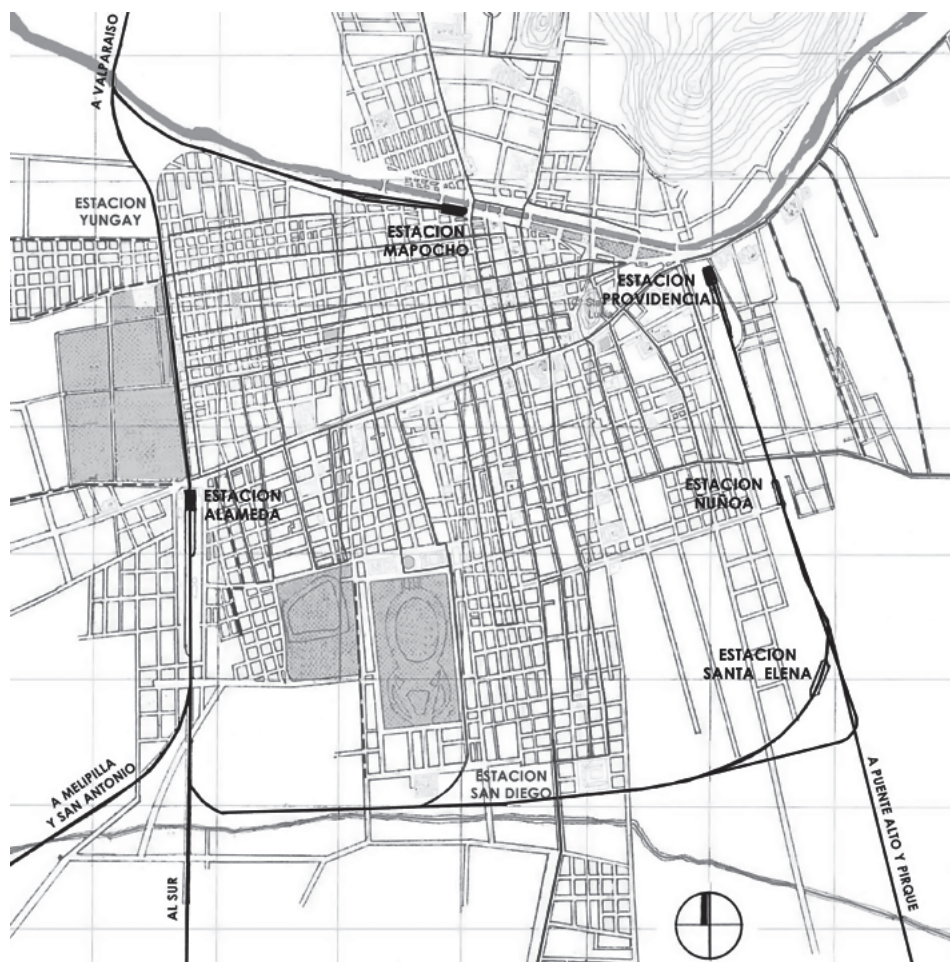 A VALPARAISO
ESTACION
YUNGAY
ESTACION
MAPOCHO
ESTACION
PROVIDENCIAL
ESTACION
ALAMEDA
ESTACION
ÑUÑOA
ESTACION
SANTA ELENA
ESTACION
SAN DIEGO
A MELIPILLA
Y SAN ANTONIO
AL SUR
A PUENTE ALTO Y PIRQUE